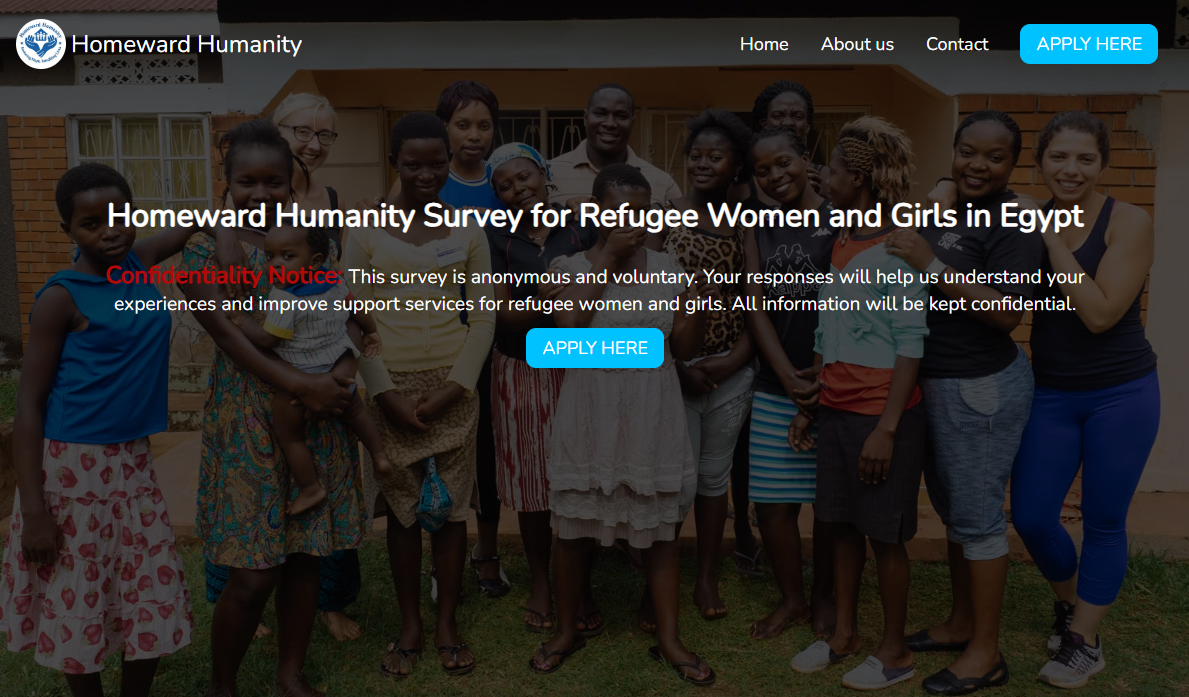 Homeward Humanity
Home
About us
Contact
APPLY HERE
Homeward Humanity Survey for Refugee Women and Girls in Egypt
Confidentiality Notice: This survey is anonymous and voluntary. Your responses will help us understand your
experiences and improve support services for refugee women and girls. All information will be kept confidential.
APPLY HERE